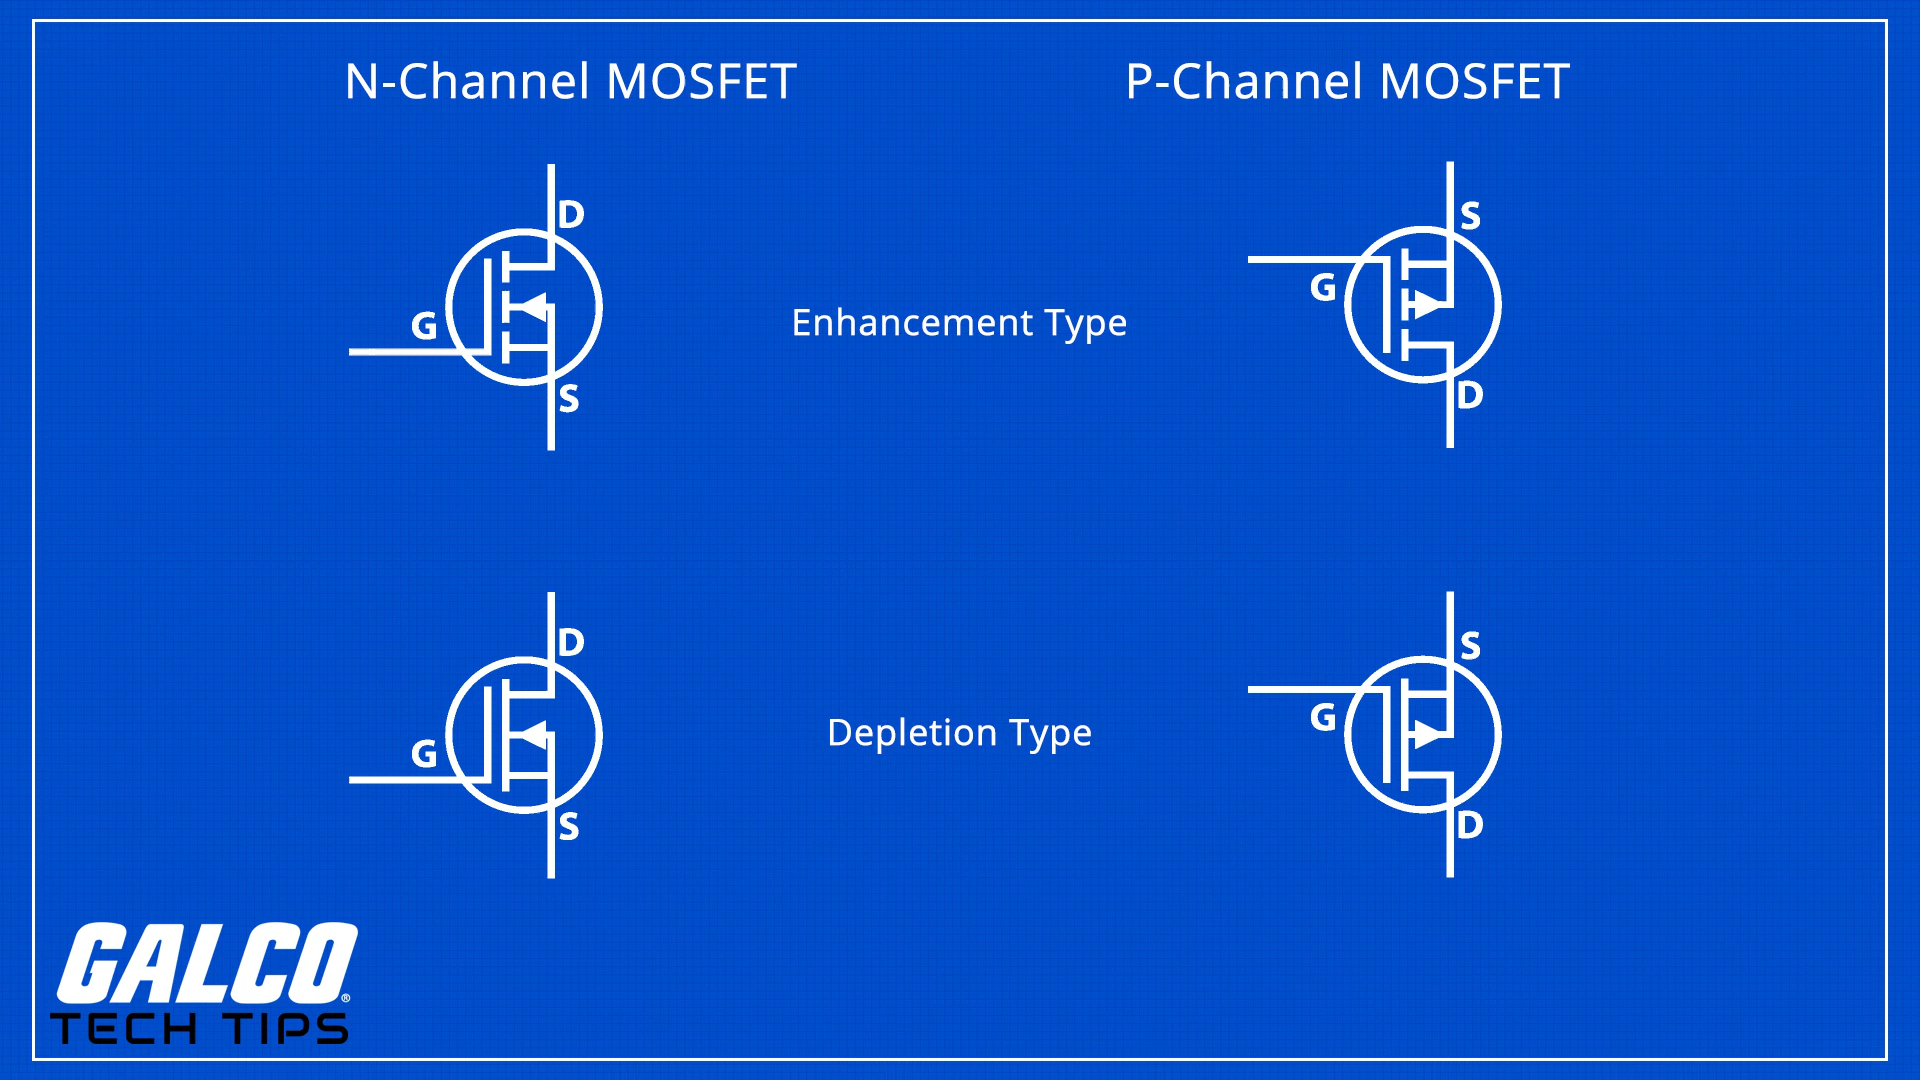 N-Channel MOSFET
P-Channel MOSFET
D
S
G
G
Enhancement Type
S
D
D
S
G
G
Depletion Type
S
D
GALCO®
TECH TIPS